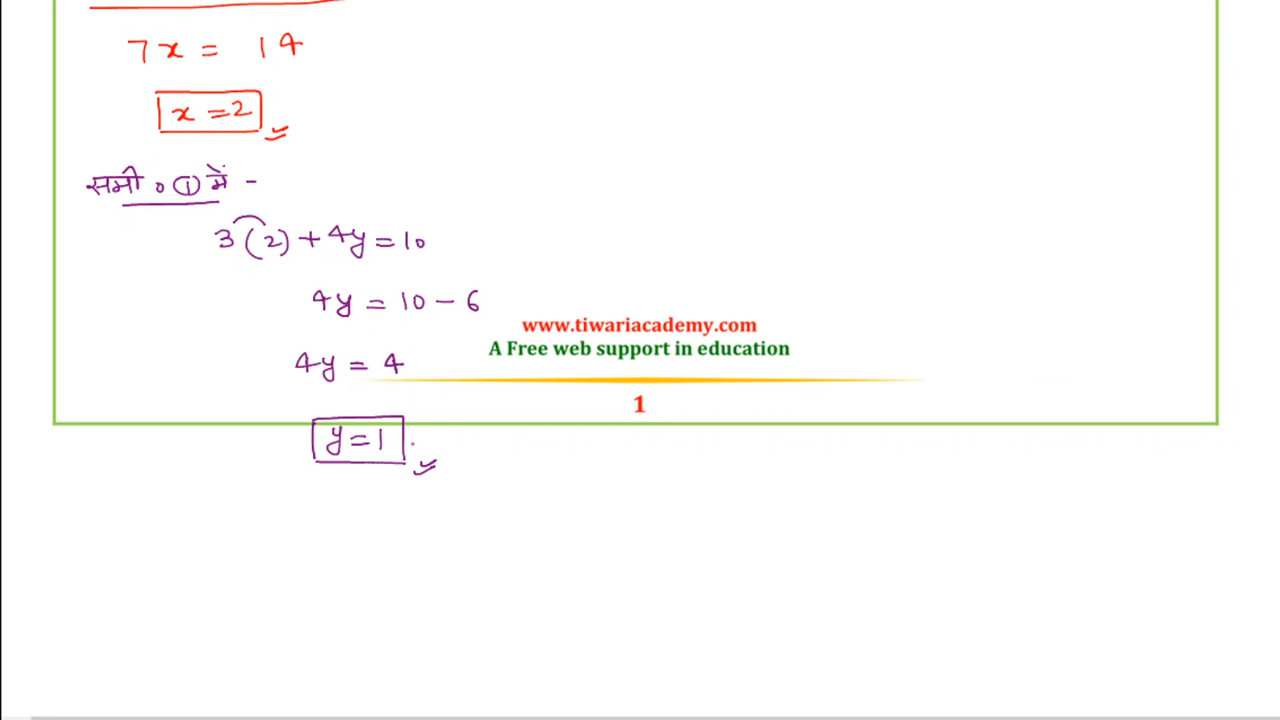 7x = 14
x = 2
समी० ① में -
3(2) + 4y = 10
4y = 10 - 6
www.tiwariacademy.com
A Free web support in education
4y = 4
1
y = 1